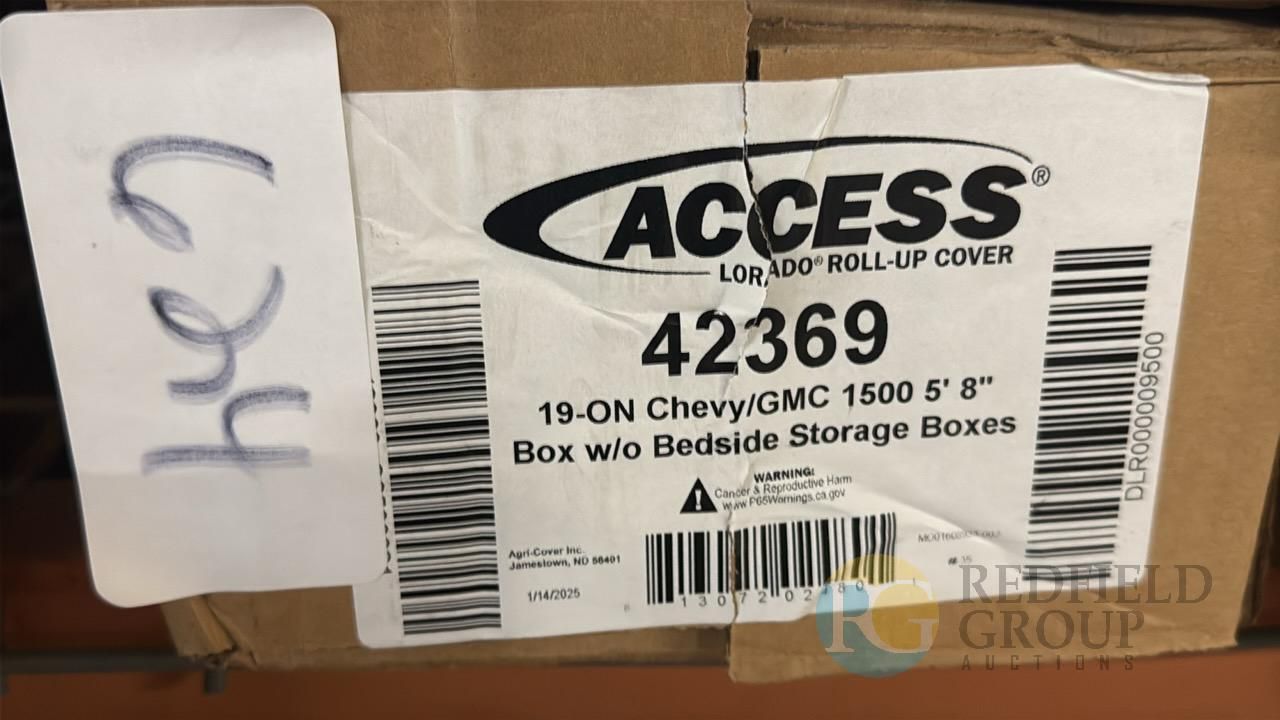 ACCESS®
LORADO® ROLL-UP COVER
42369
19-ON Chevy/GMC 1500 5' 8"
Box w/o Bedside Storage Boxes
WARNING:
Cancer & Reproductive Harm
www.P65Warnings.ca.gov
Agri-Cover Inc.
Jamestown, ND 58401
1/14/2025
DLR000009500
REDFIELD
GROUP
AUCTIONS
RG